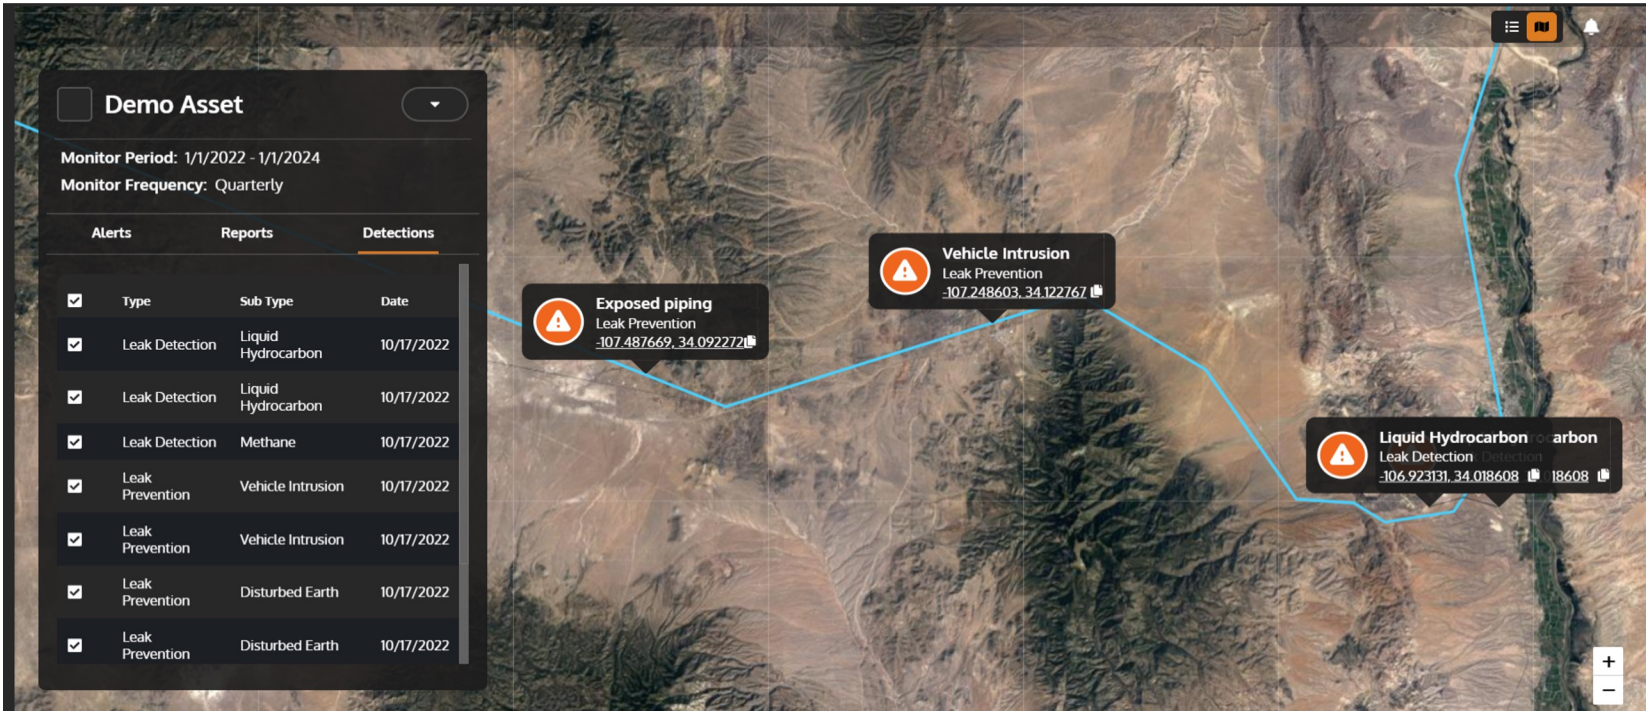 Demo Asset
Monitor Period: 1/1/2022 - 1/1/2024
Monitor Frequency: Quarterly
Alerts Reports Detections
Type Sub Type Date
Leak Detection Liquid Hydrocarbon 10/17/2022
Leak Detection Liquid Hydrocarbon 10/17/2022
Leak Detection Methane 10/17/2022
Leak Prevention Vehicle Intrusion 10/17/2022
Leak Prevention Vehicle Intrusion 10/17/2022
Leak Prevention Disturbed Earth 10/17/2022
Leak Prevention Disturbed Earth 10/17/2022
Exposed piping
Leak Prevention
-107.487669, 34.092272
Vehicle Intrusion
Leak Prevention
-107.248603, 34.122767
Liquid Hydrocarbon
Leak Detection
-106.923131, 34.018608
+
−